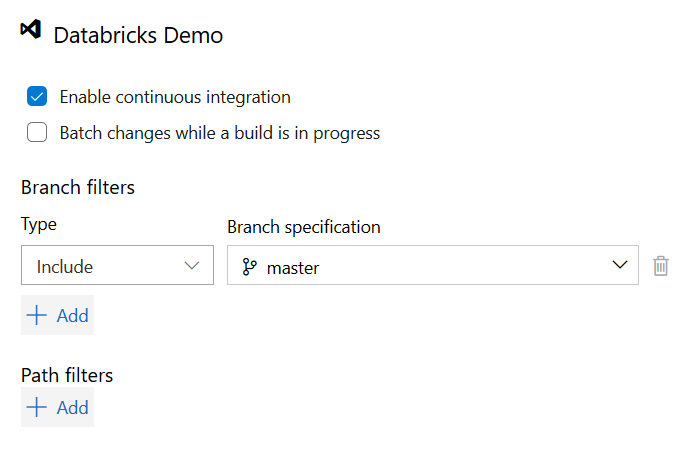 Databricks Demo
Enable continuous integration
Batch changes while a build is in progress
Branch filters
Type
Branch specification
Include
master
Add
Path filters
Add